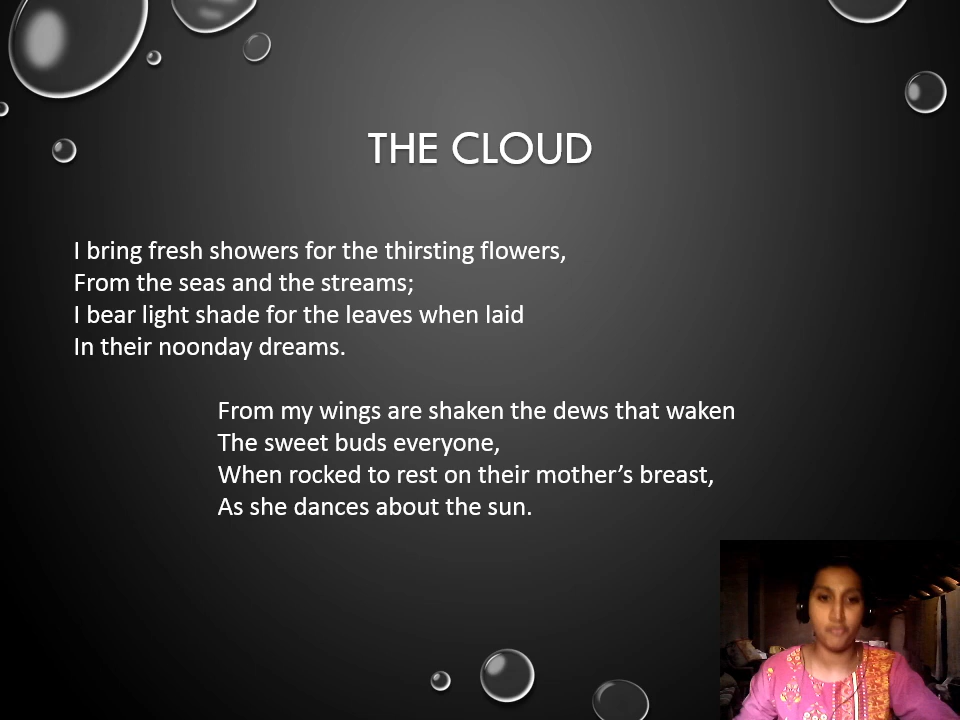 THE CLOUD
I bring fresh showers for the thirsting flowers,
From the seas and the streams;
I bear light shade for the leaves when laid
In their noonday dreams.
From my wings are shaken the dews that waken
The sweet buds everyone,
When rocked to rest on their mother’s breast,
As she dances about the sun.